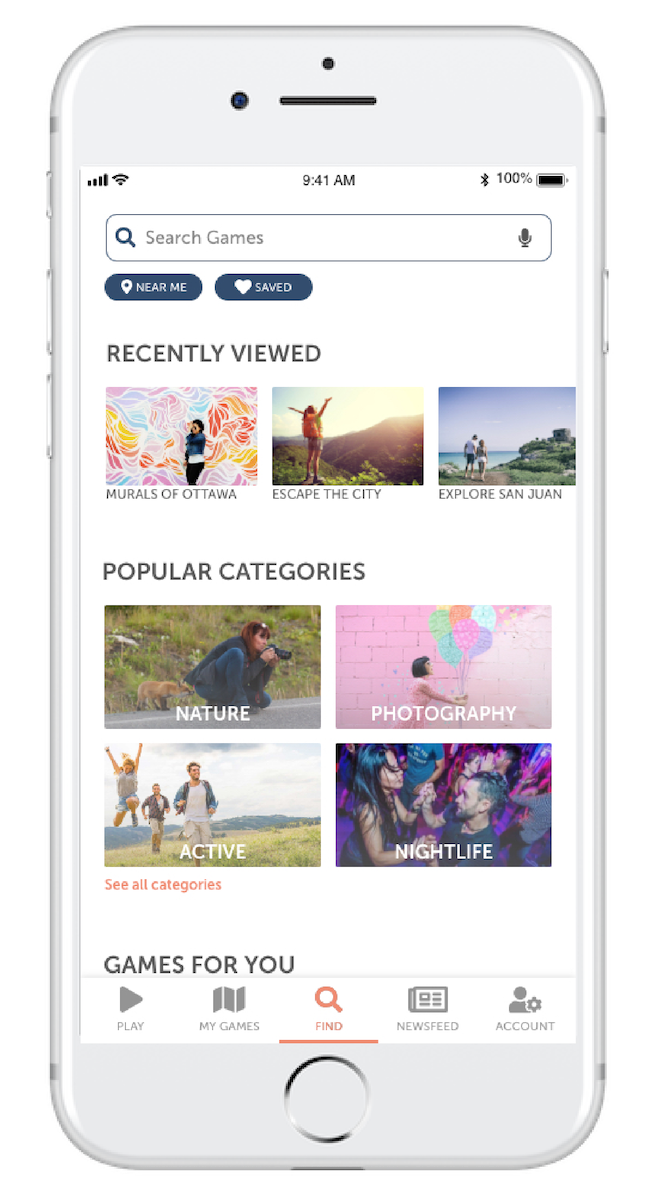 9:41 AM
100%
Search Games
NEAR ME
SAVED
RECENTLY VIEWED
MURALS OF OTTAWA
ESCAPE THE CITY
EXPLORE SAN JUAN
POPULAR CATEGORIES
NATURE
PHOTOGRAPHY
ACTIVE
NIGHTLIFE
See all categories
GAMES FOR YOU
PLAY
MY GAMES
FIND
NEWSFEED
ACCOUNT